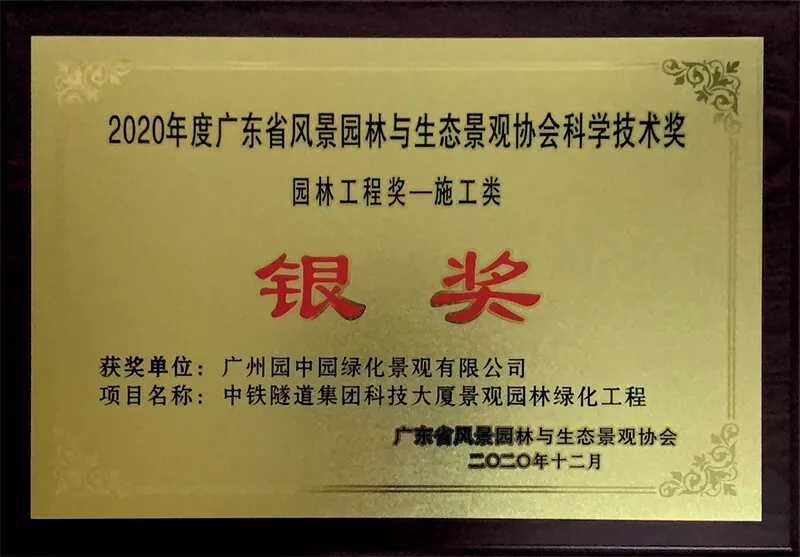 2020年度广东省风景园林与生态景观协会科学技术奖
园林工程奖—施工类
银奖
获奖单位：广州园中园绿化景观有限公司
项目名称：中铁隧道集团科技大厦景观园林绿化工程
广东省风景园林与生态景观协会
二〇二〇年十二月